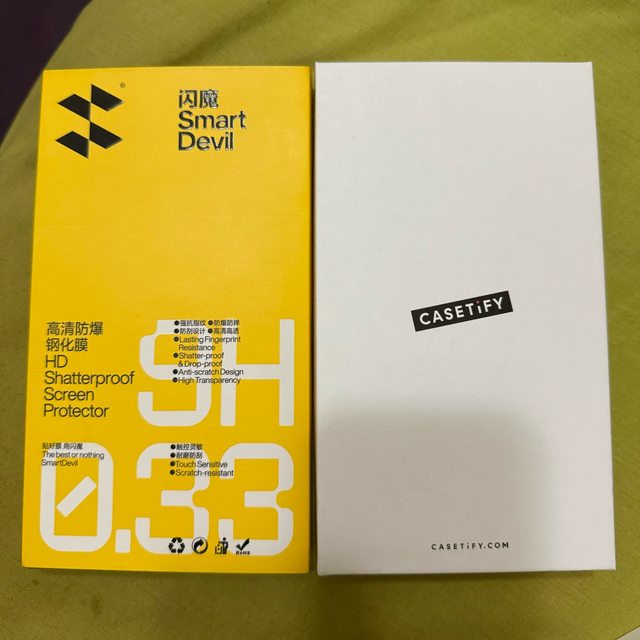 ®
闪魔
Smart
Devil
高清防爆
钢化膜
HD
Shatterproof
Screen
Protector
●强抗指纹 ●防爆防摔
●防刮设计 ●高清高透
●Lasting Fingerprint
Resistance
●Shatter-proof
& Drop-proof
●Anti-scratch Design
●High Transparency
9H
贴好膜 用闪魔
The best or nothing
SmartDevil
●触控灵敏
●耐磨防刮
●Touch Sensitive
●Scratch-resistant
0.33
RoHS
CASETiFY
CASETiFY.COM